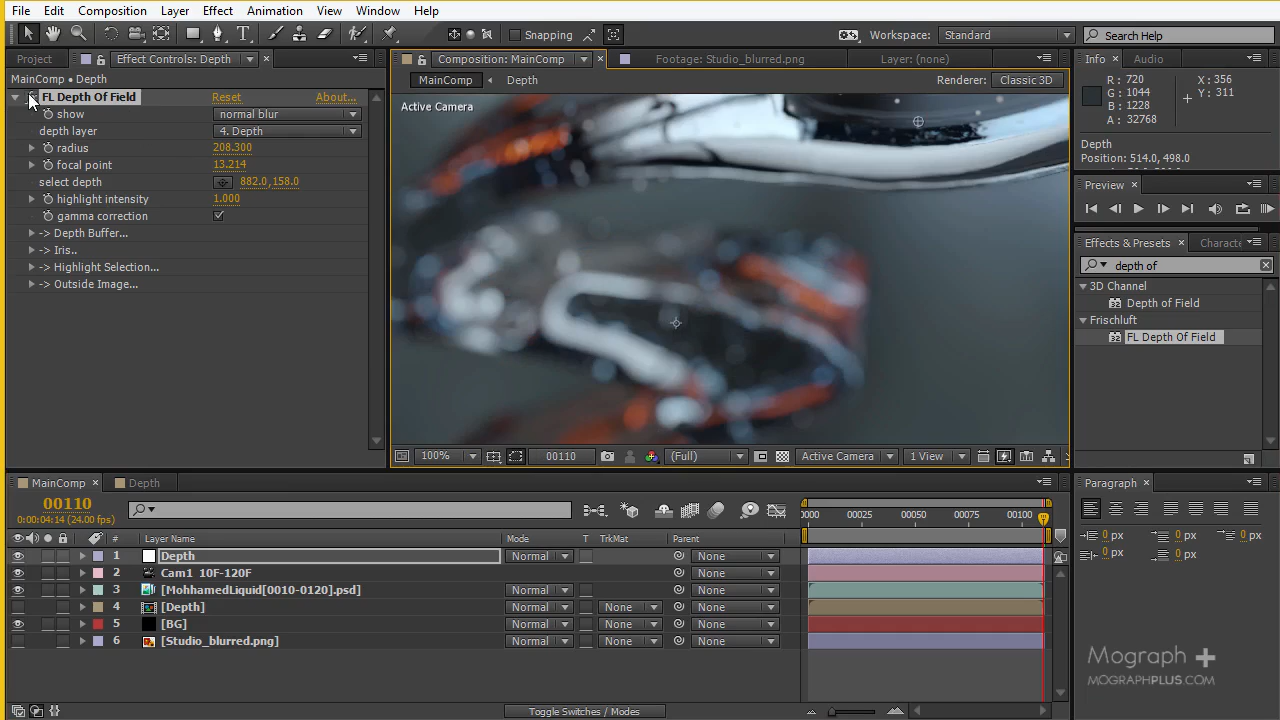 File Edit Composition Layer Effect Animation View Window Help
Snapping Workspace: Standard Search Help
Project Effect Controls: Depth Composition: MainComp Footage: Studio_blurred.png Layer: (none) Info Audio
MainComp • Depth MainComp Depth Renderer: Classic 3D
FL Depth Of Field Reset About...
Active Camera
show normal blur
depth layer 4. Depth
radius 208.300
focal point 13.214
select depth 882.0,158.0
highlight intensity 1.000
gamma correction
-> Depth Buffer...
-> Iris..
-> Highlight Selection...
-> Outside Image...
R : 720 X : 356
G : 1044 Y : 311
B : 1228
A : 32768
Depth
Position: 514.0, 498.0
Preview
Effects & Presets Characte
depth of
3D Channel
Depth of Field
Frischluft
FL Depth Of Field
100% 00110 (Full) Active Camera 1 View
MainComp Depth Paragraph
00110
0:00:04:14 (24.00 fps)
0000 00025 00050 00075 00100
# Layer Name Mode T TrkMat Parent
1 Depth Normal None
2 Cam1 10F-120F None
3 [MohhamedLiquid[0010-0120].psd] Normal None
4 [Depth] Normal None None
5 [BG] Normal None None
6 [Studio_blurred.png] Normal None None
0 px 0 px 0 px
0 px 0 px
Mograph +
MOGRAPHPLUS.COM
Toggle Switches / Modes